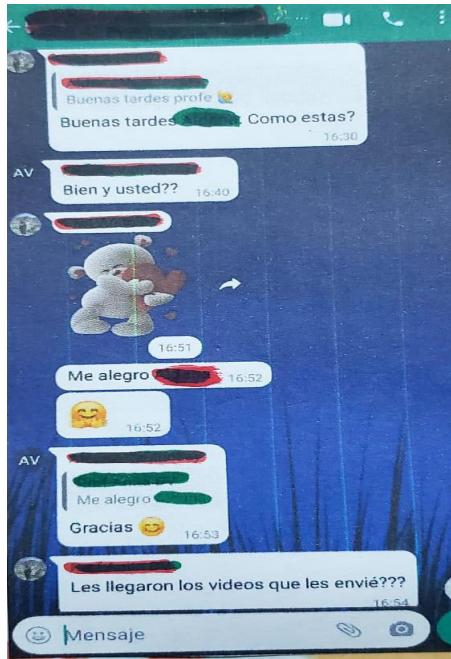 Buenas tardes profe
Buenas tardes Como estas?
16:30
AV
Bien y usted?? 16:40
16:51
Me alegro 16:52
16:52
AV
Me alegro
Gracias 16:53
Les llegaron los videos que les envié???
16:54
Mensaje